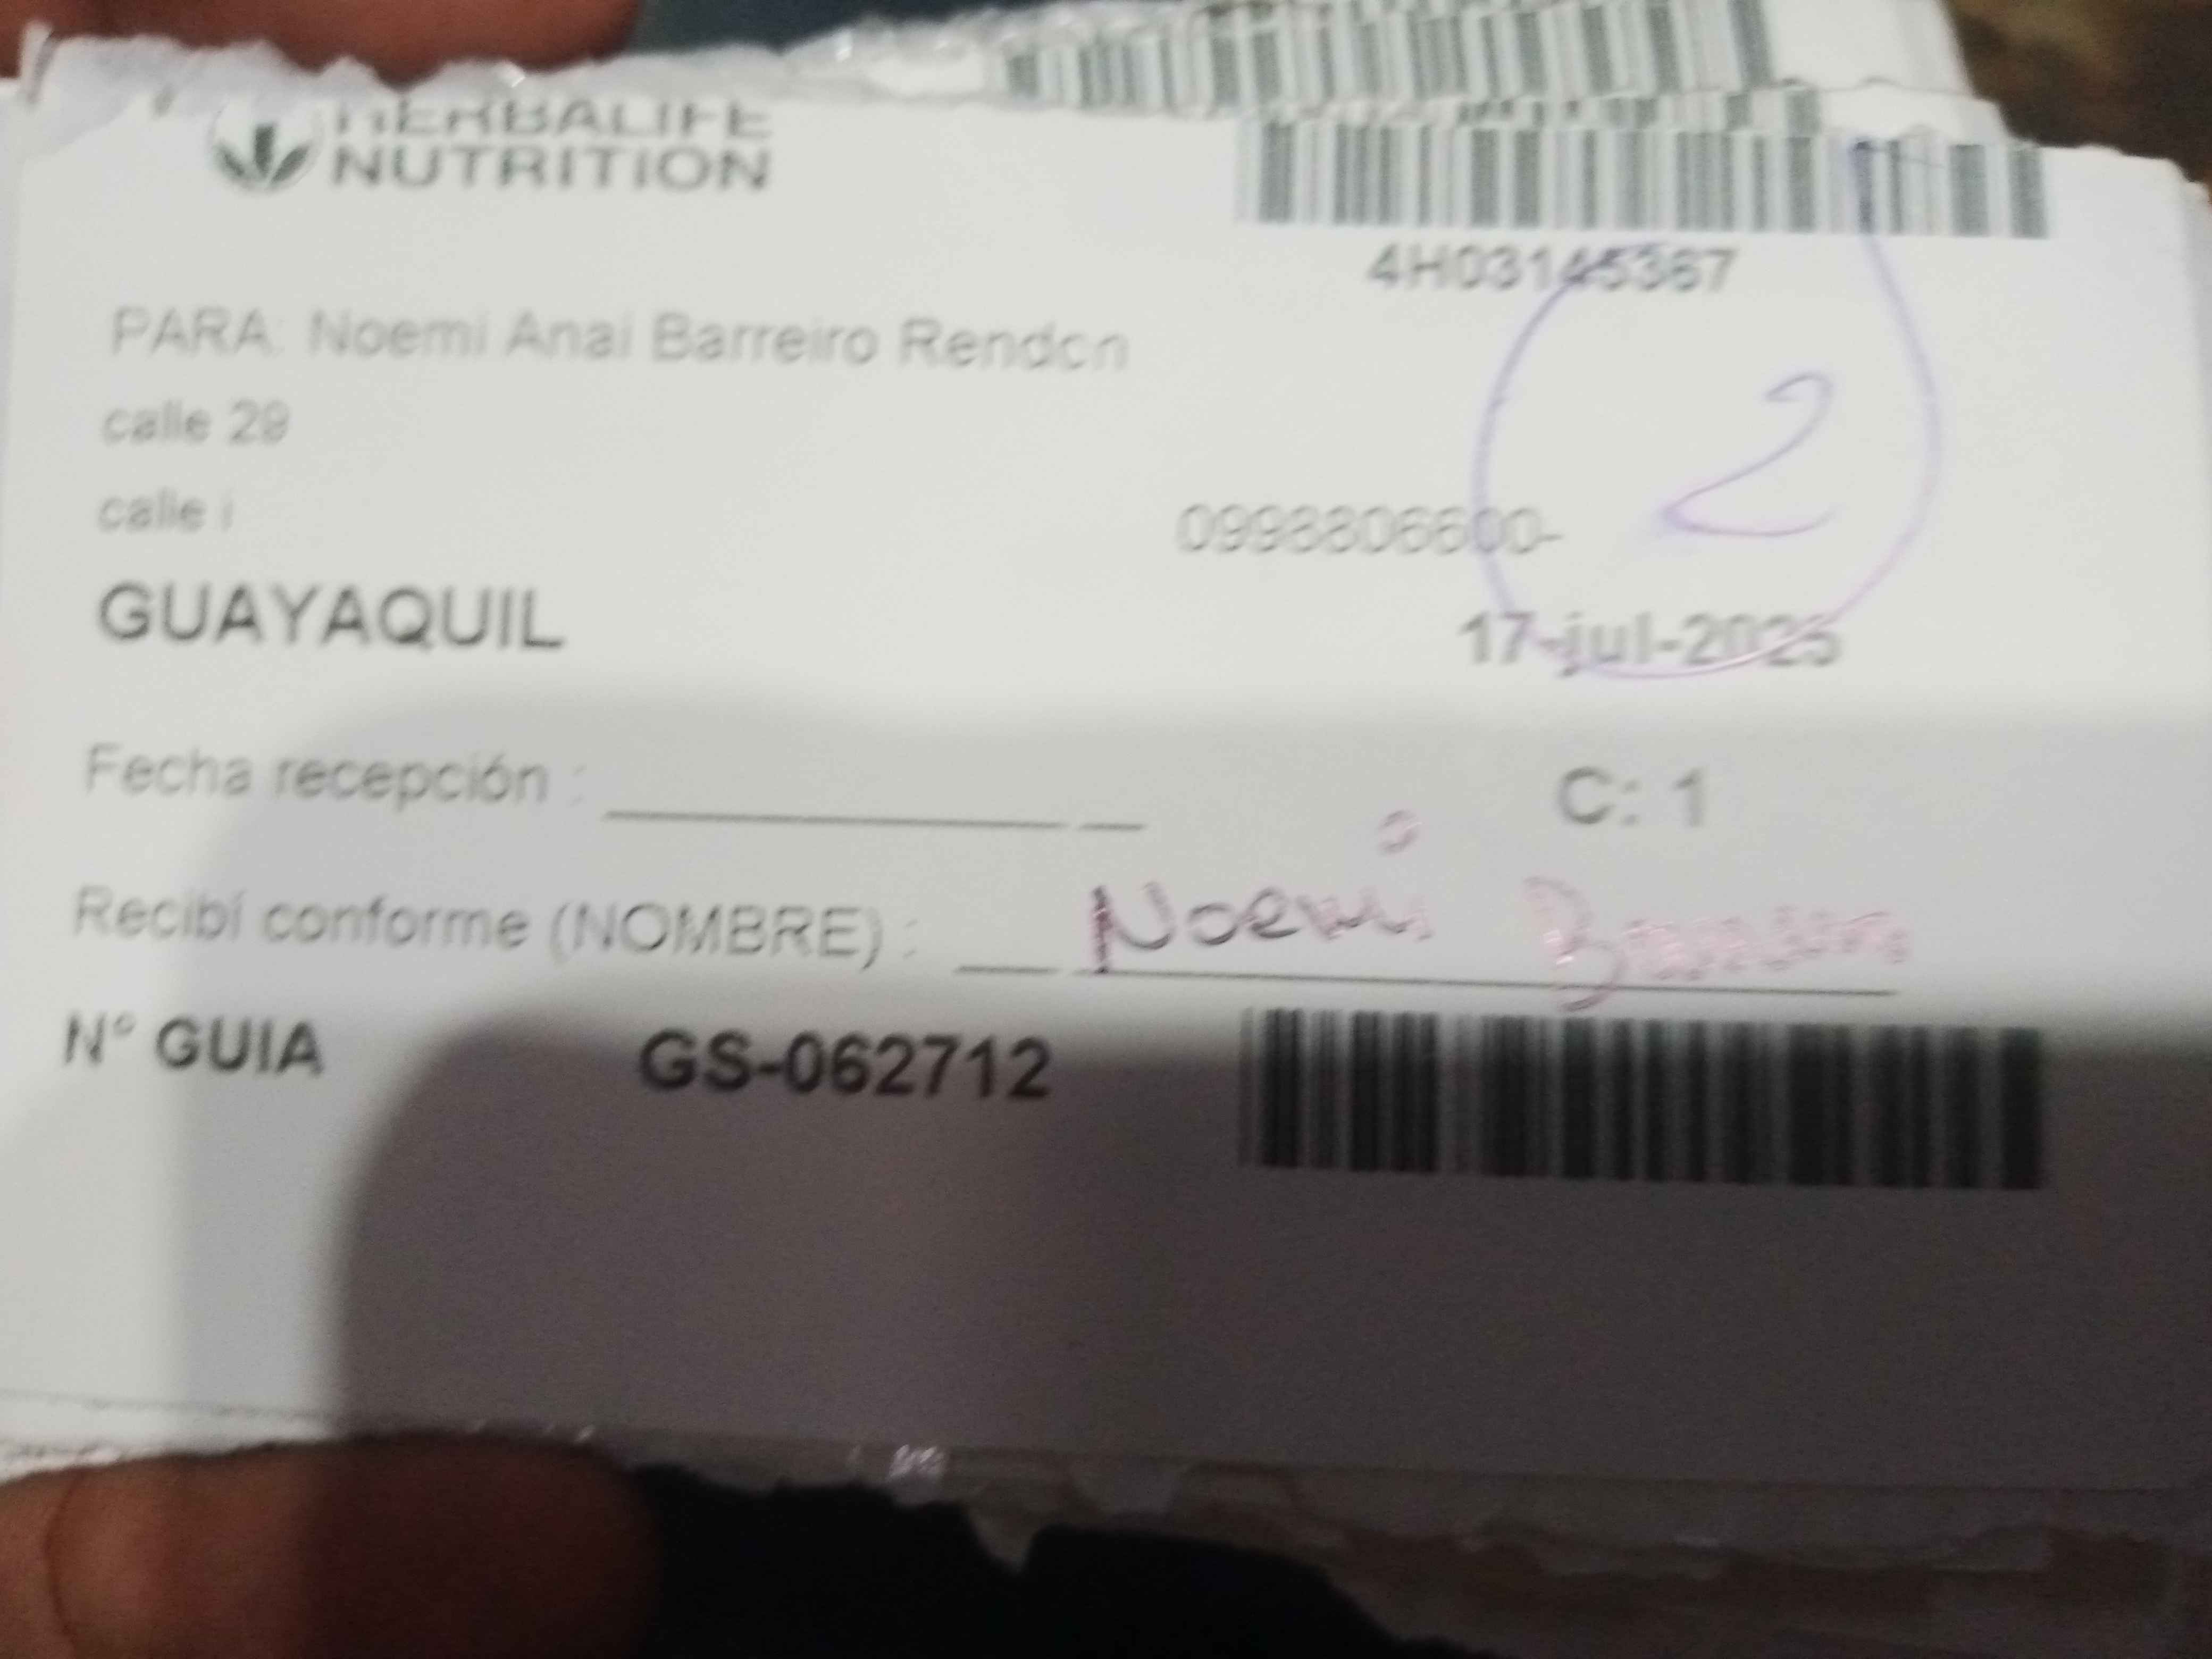 HERBALIFE
NUTRITION
4H03145367
PARA: Noemi Anai Barreiro Rendon
calle 29
calle i
0998806600-
2
GUAYAQUIL
17-jul-2025
Fecha recepción :
C: 1
Recibí conforme (NOMBRE) : Noemi
N° GUIA GS-062712